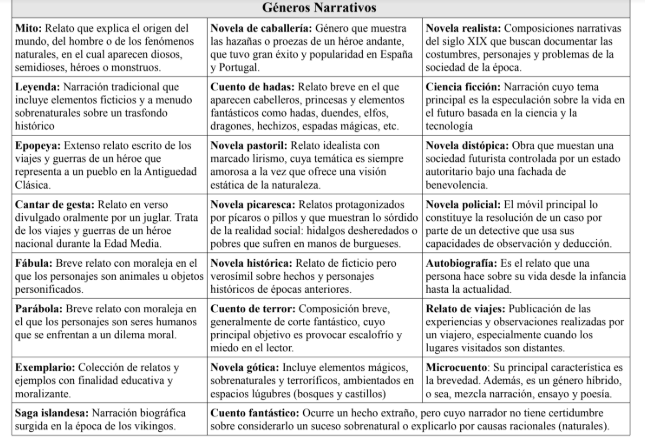 Géneros Narrativos
Mito: Relato que explica el origen del
mundo, del hombre o de los fenómenos
naturales, en el cual aparecen diosos,
semidioses, héroes o monstruos.
Novela de caballería: Género que muestra
las hazañas o proezas de un héroe andante,
que tuvo gran éxito y popularidad en España
y Portugal.
Novela realista: Composiciones narrativas
del siglo XIX que buscan documentar las
costumbres, personajes y problemas de la
sociedad de la época.
Leyenda: Narración tradicional que
incluye elementos ficticios y a menudo
sobrenaturales sobre un trasfondo
histórico
Cuento de hadas: Relato breve en el que
aparecen cabelleros, princesas y elementos
fantásticos como hadas, duendes, elfos,
dragones, hechizos, espadas mágicas, etc.
Ciencia ficción: Narración cuyo tema
principal es la especulación sobre la vida en
el futuro basada en la ciencia y la
tecnología
Epopeya: Extenso relato escrito de los
viajes y guerras de un héroe que
representa a un pueblo en la Antiguedad
Clásica.
Novela pastoril: Relato idealista con
marcado lirismo, cuya temática es siempre
amorosa a la vez que ofrece una visión
estática de la naturaleza.
Novela distópica: Obra que muestan una
sociedad futurista controlada por un estado
autoritario bajo una fachada de
benevolencia.
Cantar de gesta: Relato en verso
divulgado oralmente por un juglar. Trata
de los viajes y guerras de un héroe
nacional durante la Edad Media.
Novela picaresca: Relatos protagonizados
por pícaros o pillos y que muestran lo sórdido
de la realidad social: hidalgos desheredados o
pobres que sufren en manos de burgueses.
Novela policial: El móvil principal lo
constituye la resolución de un caso por
parte de un detective que usa sus
capacidades de observación y deducción.
Fábula: Breve relato con moraleja en el
que los personajes son animales u objetos
personificados.
Novela histórica: Relato de ficticio pero
verosimil sobre hechos y personajes
históricos de épocas anteriores.
Autobiografía: Es el relato que una
persona hace sobre su vida desde la infancia
hasta la actualidad.
Parábola: Breve relato con moraleja en
el que los personajes son seres humanos
que se enfrentan a un dilema moral.
Cuento de terror: Composición breve,
generalmente de corte fantástico, cuyo
principal objetivo es provocar escalofrío y
miedo en el lector.
Relato de viajes: Publicación de las
experiencias y observaciones realizadas por
un viajero, especialmente cuando los
lugares visitados son distantes.
Exemplario: Colección de relatos y
ejemplos con finalidad educativa y
moralizante.
Novela gótica: Incluye elementos mágicos,
sobrenaturales y terroríficos, ambientados en
espacios lúgubres (bosques y castillos)
Microcuento: Su principal característica es
la brevedad. Además, es un género híbrido,
o sea, mezcla narración, ensayo y poesía.
Saga islandesa: Narración biográfica
surgida en la época de los vikingos.
Cuento fantástico: Ocurre un hecho extraño, pero cuyo narrador no tiene certidumbre
sobre considerarlo un suceso sobrenatural o explicarlo por causas racionales (naturales).